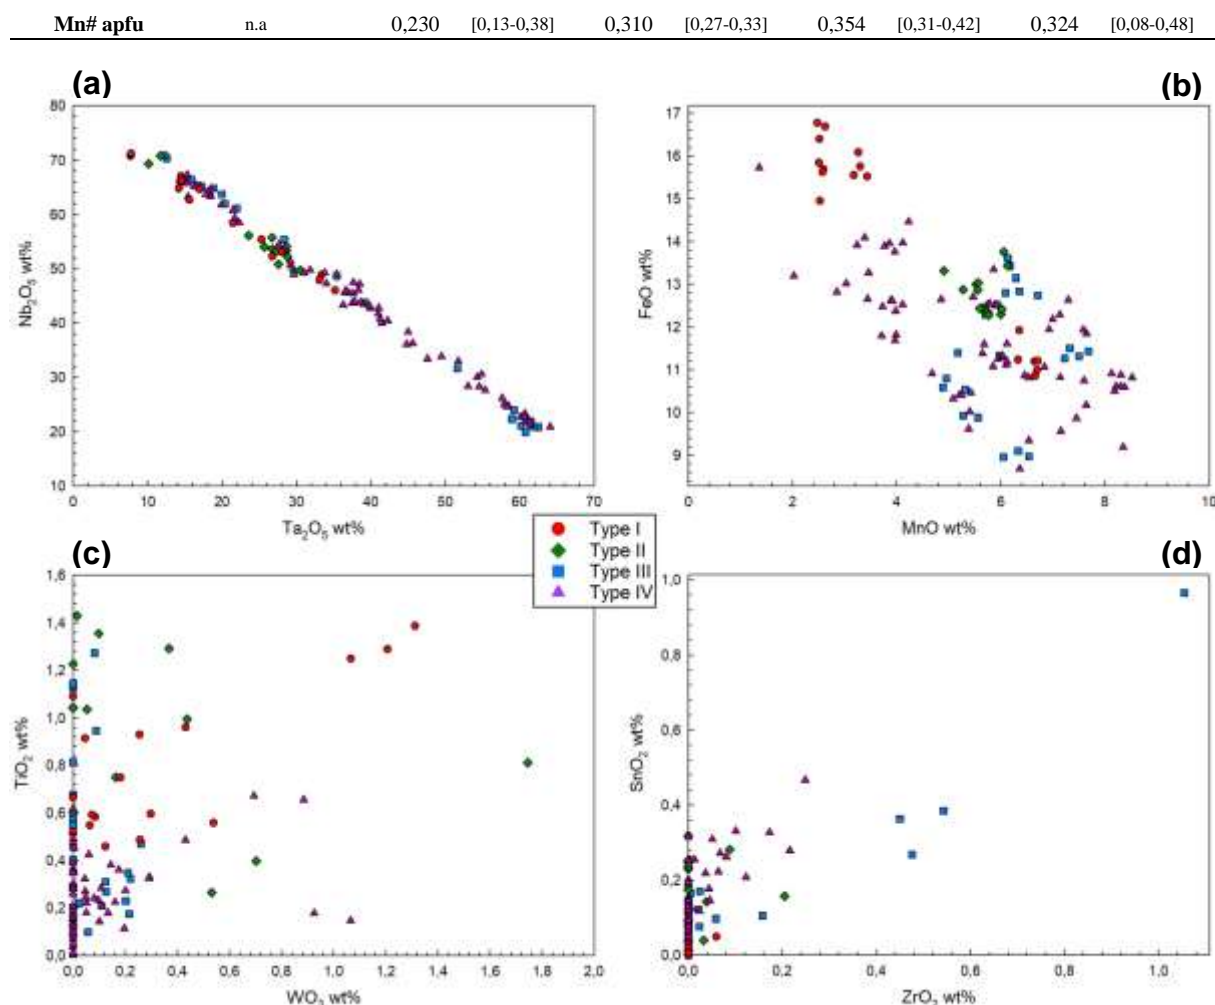 Mn# apfu n.a 0,230 [0,13-0,38] 0,310 [0,27-0,33] 0,354 [0,31-0,42] 0,324 [0,08-0,48]
(a) (b)
80
70
60
50
40
30
20
10
Nb2O5 wt%
0 10 20 30 40 50 60 70
Ta2O5 wt%
17
16
15
14
13
12
11
10
9
FeO wt%
0 2 4 6 8 10
MnO wt%
Type I
Type II
Type III
Type IV
(c) (d)
1,6
1,4
1,2
1,0
0,8
0,6
0,4
0,2
0,0
TiO2 wt%
0,0 0,2 0,4 0,6 0,8 1,0 1,2 1,4 1,6 1,8 2,0
WO3 wt%
1,0
0,8
0,6
0,4
0,2
0,0
SnO2 wt%
0,0 0,2 0,4 0,6 0,8 1,0
ZrO2 wt%